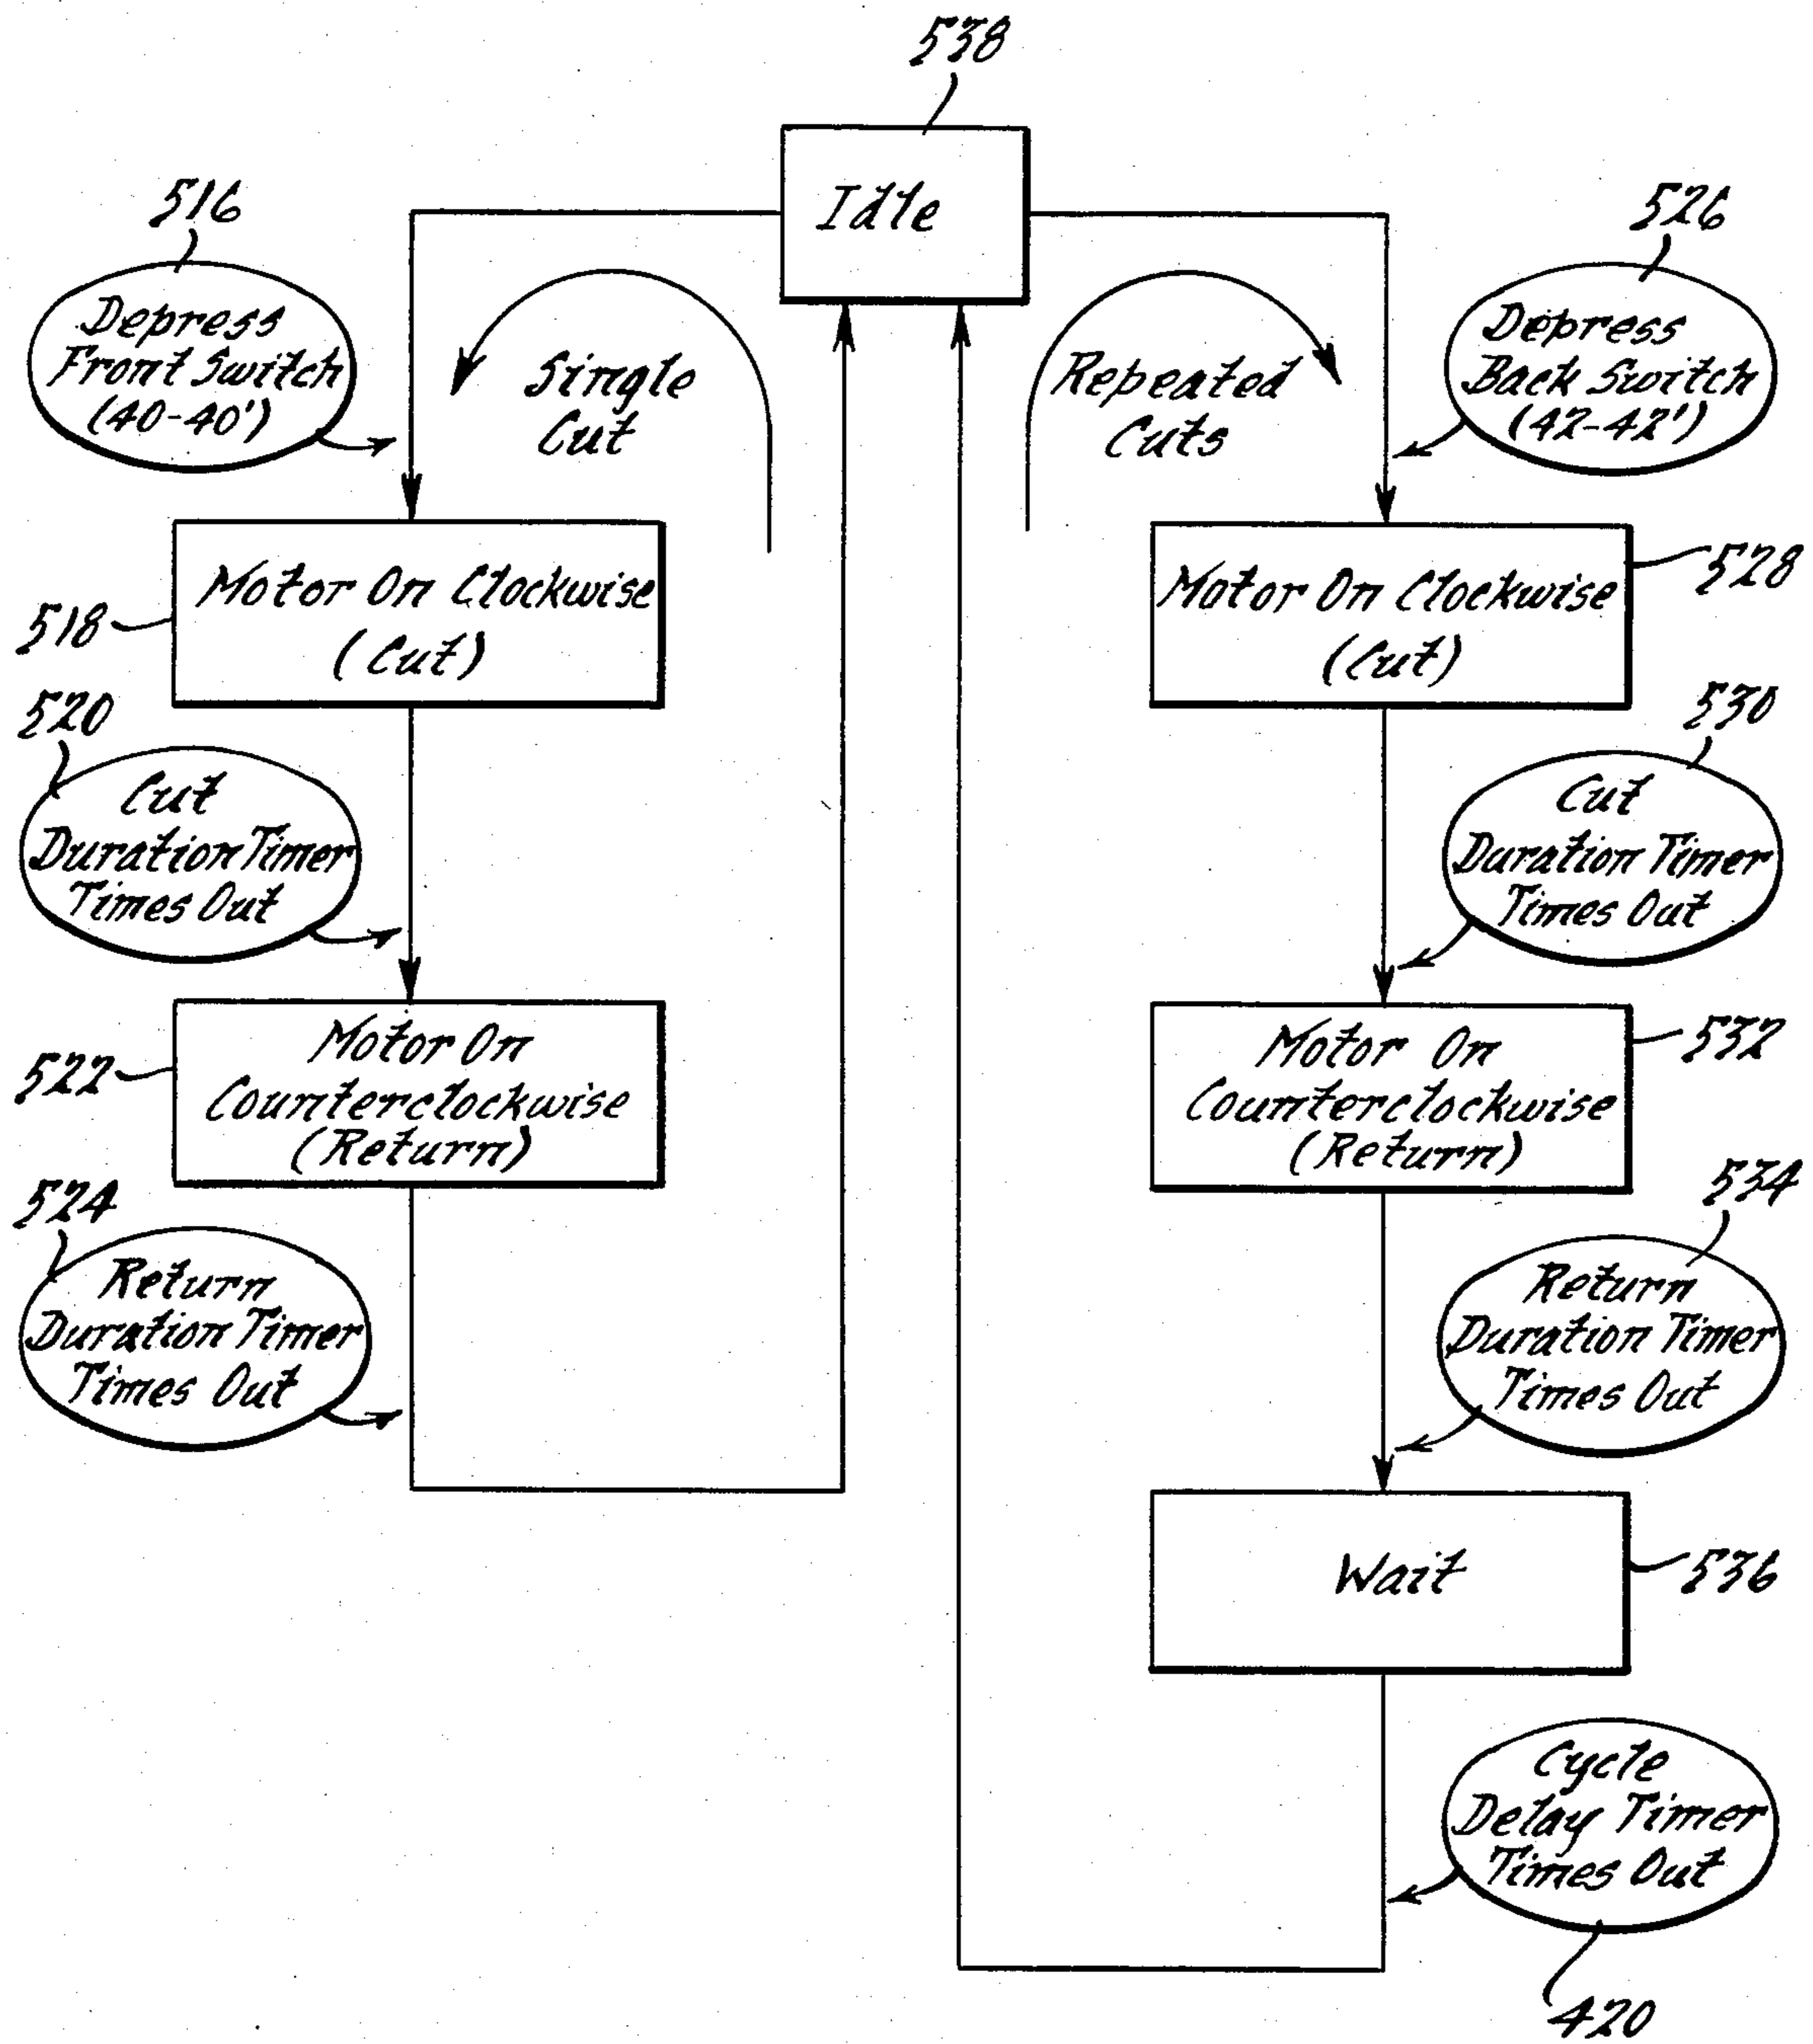 538
Idle
516
Depress
Front Switch
(40-40')
Single
Cut
Repeated
Cuts
526
Depress
Back Switch
(42-42')
518
Motor On Clockwise
(Cut)
528
Motor On Clockwise
(Cut)
520
Cut
Duration Timer
Times Out
530
Cut
Duration Timer
Times Out
522
Motor On
Counterclockwise
(Return)
532
Motor On
Counterclockwise
(Return)
524
Return
Duration Timer
Times Out
534
Return
Duration Timer
Times Out
Wait
536
Cycle
Delay Timer
Times Out
420